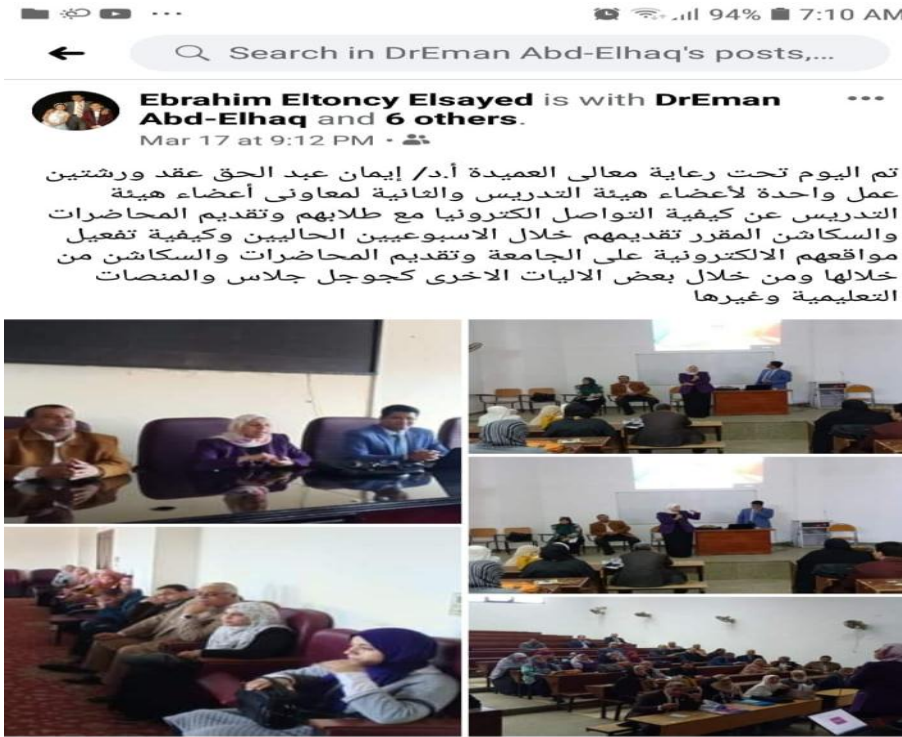 ... 94% 7:10 AM
Search in DrEman Abd-Elhaq's posts,...
Ebrahim Eltoncy Elsayed is with DrEman
Abd-Elhaq and 6 others.
Mar 17 at 9:12 PM ·
تم اليوم تحت رعاية معالى العميدة أ.د/ إيمان عبد الحق عقد ورشتين
عمل واحدة لأعضاء هيئة التدريس والثانية لمعاونى أعضاء هيئة
التدريس عن كيفية التواصل الكترونيا مع طلابهم وتقديم المحاضرات
والسكاشن المقرر تقديمهم خلال الاسبوعيين الحاليين وكيفية تفعيل
مواقعهم الالكترونية على الجامعة وتقديم المحاضرات والسكاشن من
خلالها ومن خلال بعض الاليات الاخرى كجوجل جلاس والمنصات
التعليمية وغيرها